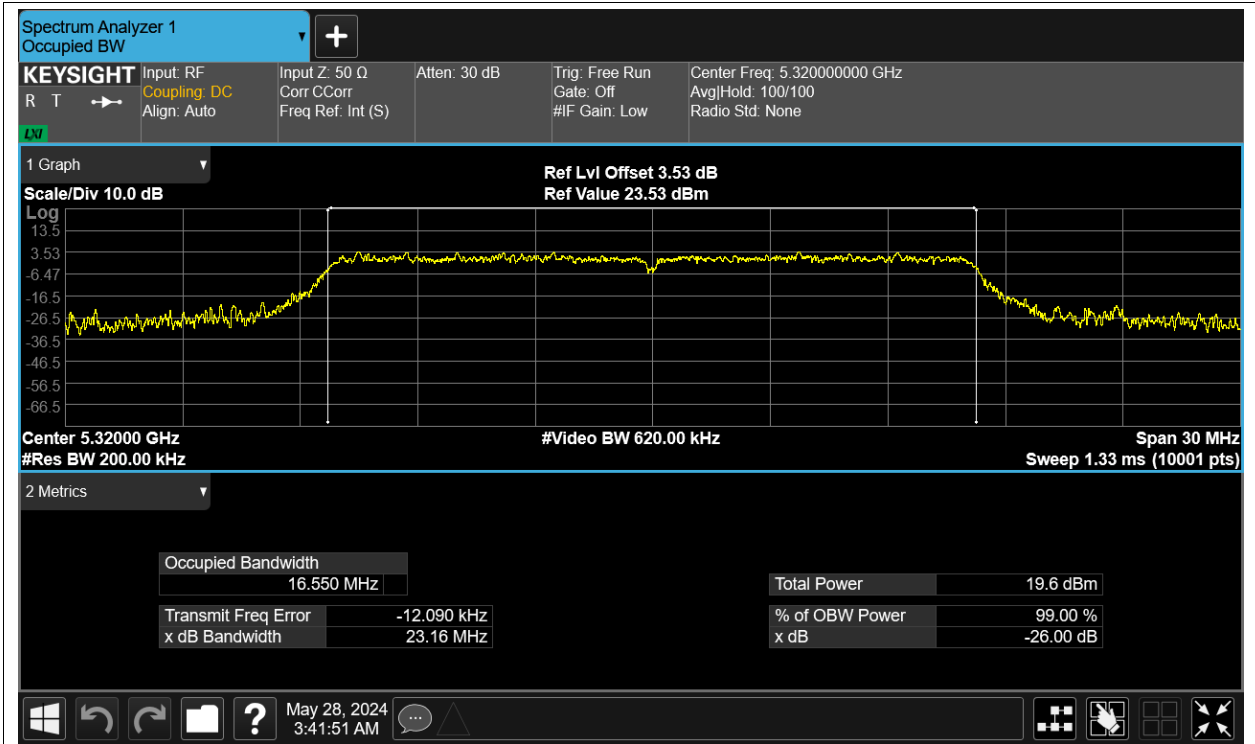 Spectrum Analyzer 1
Occupied BW
KEYSIGHT
R T
LXI
Input: RF
Coupling: DC
Align: Auto
Input Z: 50 Ω
Corr CCorr
Freq Ref: Int (S)
Atten: 30 dB
Trig: Free Run
Gate: Off
#IF Gain: Low
Center Freq: 5.320000000 GHz
Avg|Hold: 100/100
Radio Std: None
1 Graph
Scale/Div 10.0 dB
Ref Lvl Offset 3.53 dB
Ref Value 23.53 dBm
Log
13.5
3.53
-6.47
-16.5
-26.5
-36.5
-46.5
-56.5
-66.5
Center 5.32000 GHz
#Video BW 620.00 kHz
Span 30 MHz
#Res BW 200.00 kHz
Sweep 1.33 ms (10001 pts)
2 Metrics
Occupied Bandwidth
16.550 MHz
Total Power 19.6 dBm
Transmit Freq Error -12.090 kHz
% of OBW Power 99.00 %
x dB Bandwidth 23.16 MHz
x dB -26.00 dB
?
May 28, 2024
3:41:51 AM